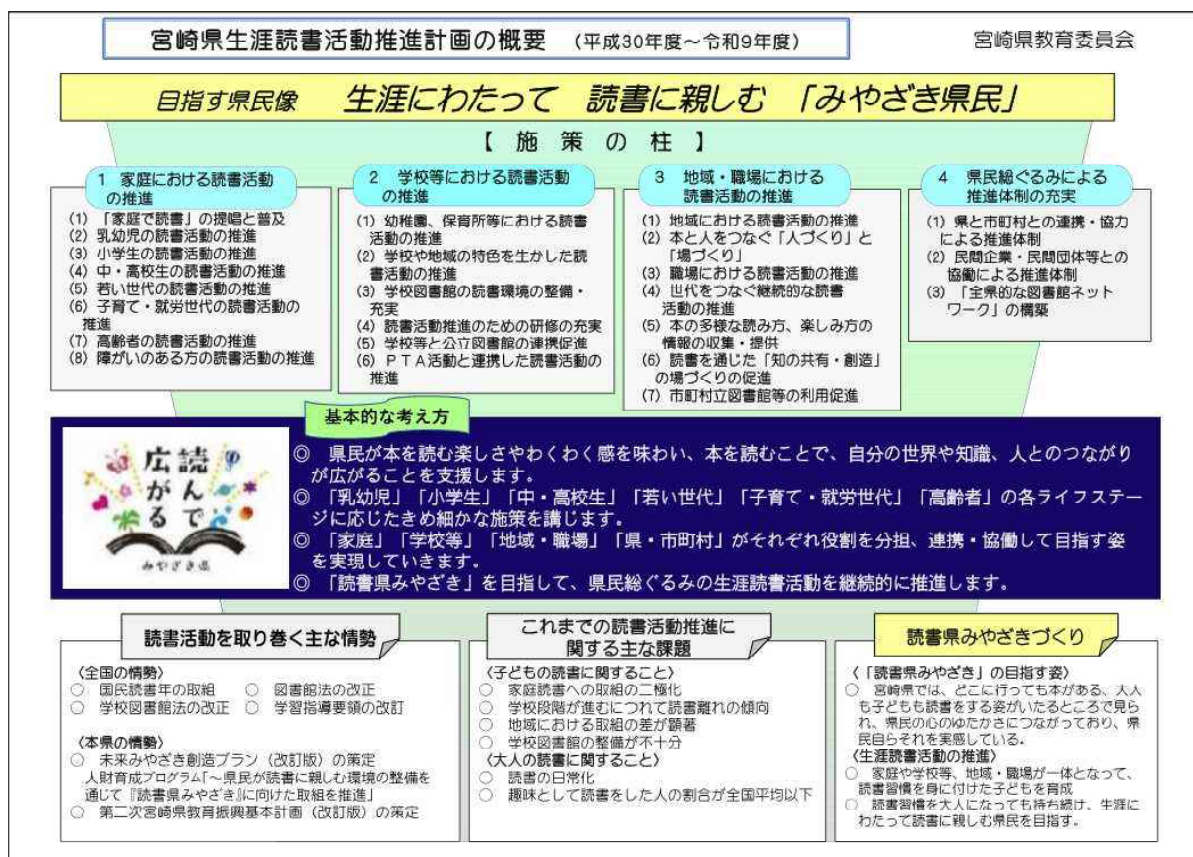 宮崎県生涯読書活動推進計画の概要 （平成30年度～令和9年度）
宮崎県教育委員会
目指す県民像 生涯にわたって 読書に親しむ 「みやざき県民」
【 施 策 の 柱 】
1 家庭における読書活動
の推進
(1) 「家庭で読書」の提唱と普及
(2) 乳幼児の読書活動の推進
(3) 小学生の読書活動の推進
(4) 中・高校生の読書活動の推進
(5) 若い世代の読書活動の推進
(6) 子育て・就労世代の読書活動の
推進
(7) 高齢者の読書活動の推進
(8) 障がいのある方の読書活動の推進
2 学校等における読書活動
の推進
(1) 幼稚園、保育所等における読書
活動の推進
(2) 学校や地域の特色を生かした読
書活動の推進
(3) 学校図書館の読書環境の整備・
充実
(4) 読書活動推進のための研修の充実
(5) 学校等と公立図書館の連携促進
(6) ＰＴＡ活動と連携した読書活動の
推進
3 地域・職場における
読書活動の推進
(1) 地域における読書活動の推進
(2) 本と人をつなぐ「人づくり」と
「場づくり」
(3) 職場における読書活動の推進
(4) 世代をつなぐ継続的な読書
活動の推進
(5) 本の多様な読み方、楽しみ方の
情報の収集・提供
(6) 読書を通じた「知の共有・創造」
の場づくりの促進
(7) 市町村立図書館等の利用促進
4 県民総ぐるみによる
推進体制の充実
(1) 県と市町村との連携・協力
による推進体制
(2) 民間企業・民間団体等との
協働による推進体制
(3) 「全県的な図書館ネット
ワーク」の構築
基本的な考え方
読んで
広がる
みやざき県
◎ 県民が本を読む楽しさやわくわく感を味わい、本を読むことで、自分の世界や知識、人とのつながり
が広がることを支援します。
◎ 「乳幼児」「小学生」「中・高校生」「若い世代」「子育て・就労世代」「高齢者」の各ライフステー
ジに応じたきめ細かな施策を講じます。
◎ 「家庭」「学校等」「地域・職場」「県・市町村」がそれぞれ役割を分担、連携・協働して目指す姿
を実現していきます。
◎ 「読書県みやざき」を目指して、県民総ぐるみの生涯読書活動を継続的に推進します。
読書活動を取り巻く主な情勢
〈全国の情勢〉
○ 国民読書年の取組 ○ 図書館法の改正
○ 学校図書館法の改正 ○ 学習指導要領の改訂
〈本県の情勢〉
○ 未来みやざき創造プラン（改訂版）の策定
人財育成プログラム「～県民が読書に親しむ環境の整備を
通じて『読書県みやざき』に向けた取組を推進」
○ 第二次宮崎県教育振興基本計画（改訂版）の策定
これまでの読書活動推進に
関する主な課題
〈子どもの読書に関すること〉
○ 家庭読書への取組の二極化
○ 学校段階が進むにつれて読書離れの傾向
○ 地域における取組の差が顕著
○ 学校図書館の整備が不十分
〈大人の読書に関すること〉
○ 読書の日常化
○ 趣味として読書をした人の割合が全国平均以下
読書県みやざきづくり
〈「読書県みやざき」の目指す姿〉
○ 宮崎県では、どこに行っても本がある、大人
も子どもも読書をする姿がいたるところで見ら
れ、県民の心のゆたかさにつながっており、県
民自らそれを実感している。
〈生涯読書活動の推進〉
○ 家庭や学校等、地域・職場が一体となって、
読書習慣を身に付けた子どもを育成
○ 読書習慣を大人になっても持ち続け、生涯に
わたって読書に親しむ県民を目指す。